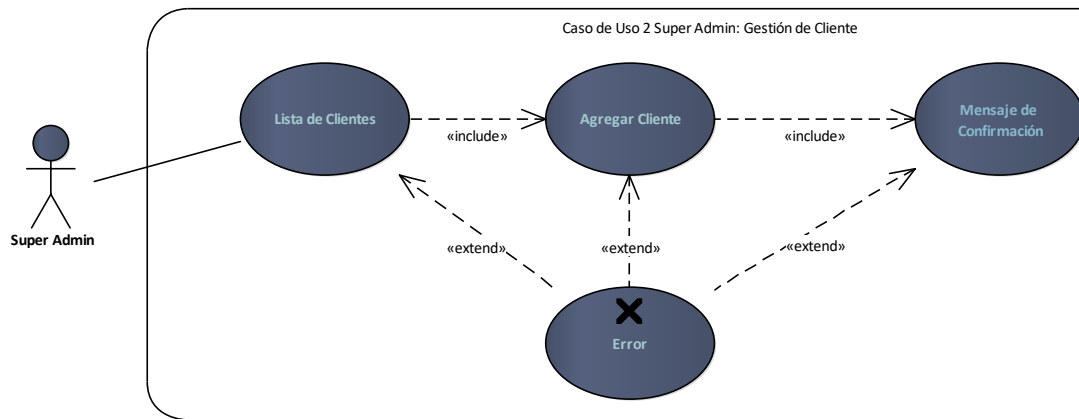 Caso de Uso 2 Super Admin: Gestión de Cliente
Lista de Clientes
«include»
Agregar Cliente
«include»
Mensaje de
Confirmación
Super Admin
«extend»
«extend»
«extend»
Error